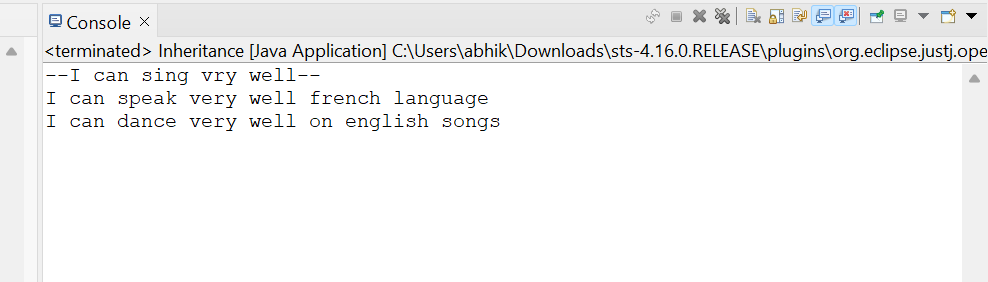 Console
<terminated> Inheritance [Java Application] C:\Users\abhik\Downloads\sts-4.16.0.RELEASE\plugins\org.eclipse.justj.ope
--I can sing vry well--
I can speak very well french language
I can dance very well on english songs